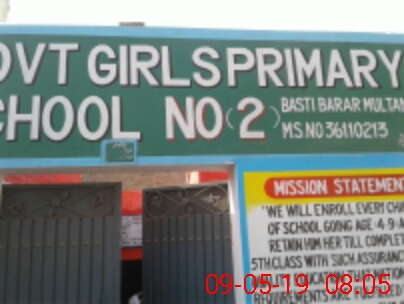 OVT GIRLS PRIMARY
CHOOL NO (2) BASTI BARAR MULTAN
MS NO 36110213
MISSION STATEMENT
"WE WILL ENROLL EVERY CHI
OF SCHOOL GOING AGE (4-9) A
RETAIN HIM HER TILL COMPLET
5TH CLASS WITH SUCH ASSURANC
09-05-19 08:05